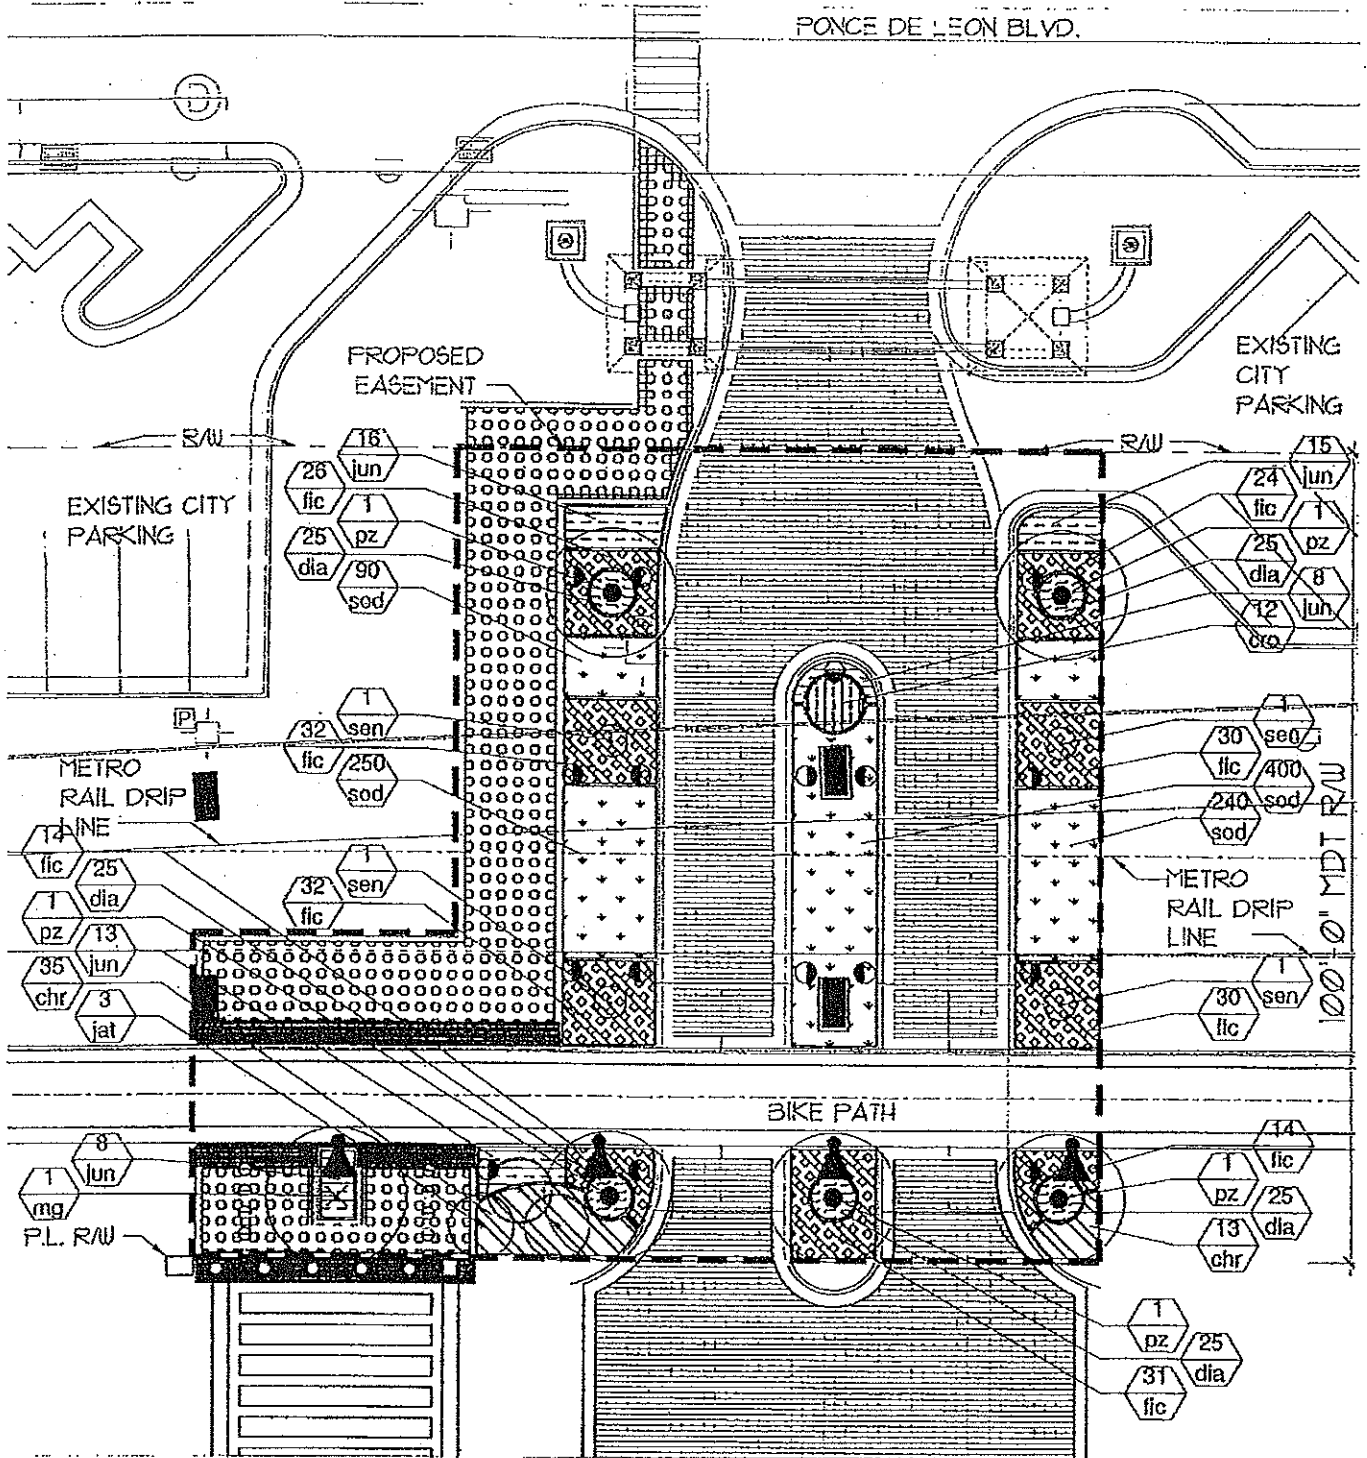 PONCE DE LEON BLVD.
PROPOSED
EASEMENT
EXISTING
CITY
PARKING
R/W
R/W
EXISTING CITY
PARKING
16
jun
26
fic
1
pz
25
dia
90
sod
15
jun
24
fic
1
pz
25
dia
8
jun
12
cro
P
1
sen
32
fic
250
sod
1
sen
30
fic
400
sod
240
sod
METRO
RAIL DRIP
LINE
14
fic
25
dia
1
pz
13
jun
35
chr
3
jat
1
sen
32
fic
METRO
RAIL DRIP
LINE
100'-0" MDT R/W
1
sen
30
fic
BIKE PATH
8
jun
1
mg
P.L. R/W
14
fic
1
pz
25
dia
13
chr
1
pz
25
dia
31
fic